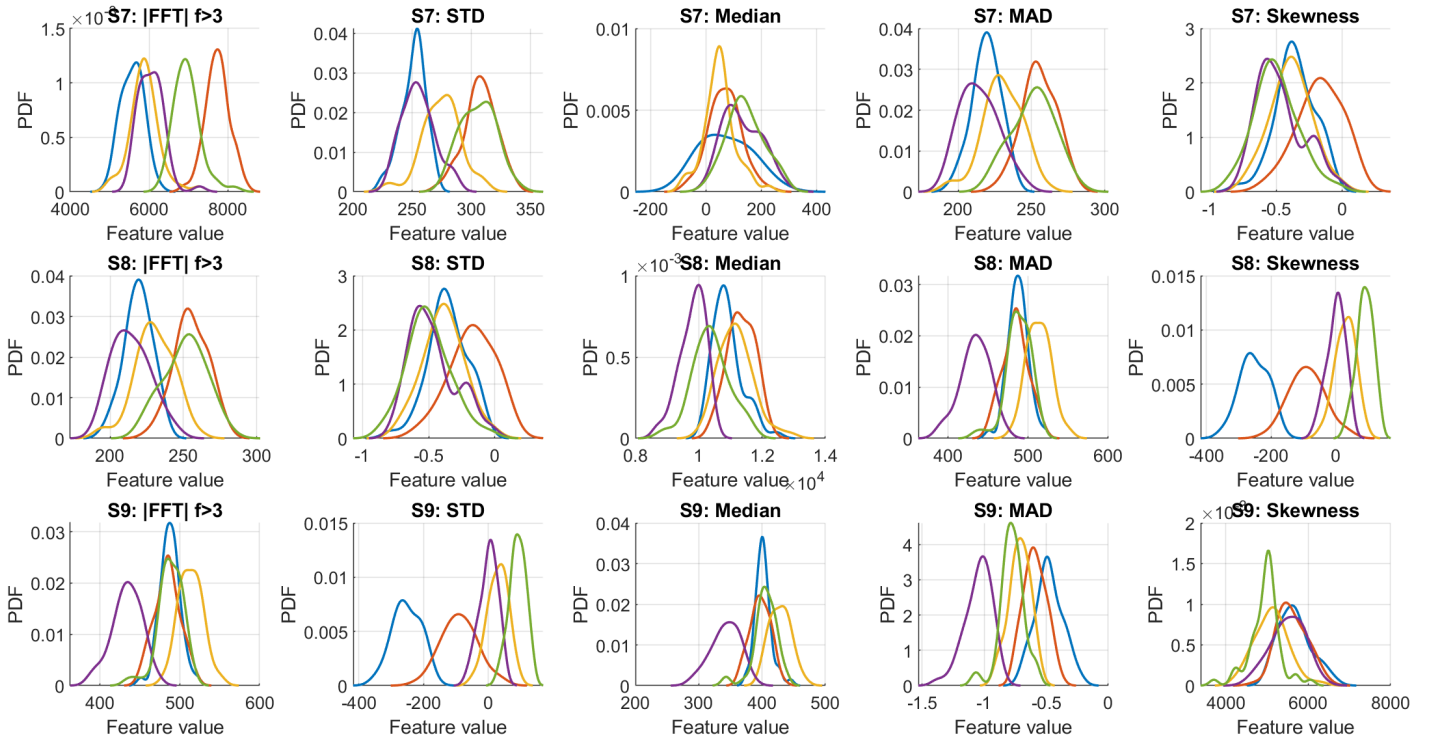 S7: |FFT| f>3
S7: STD
S7: Median
S7: MAD
S7: Skewness
1.5
1
0.5
0
PDF
4000 6000 8000
Feature value
0.04
0.03
0.02
0.01
0
PDF
200 250 300 350
Feature value
0.01
0.005
0
PDF
-200 0 200 400
Feature value
0.04
0.03
0.02
0.01
0
PDF
200 250 300
Feature value
3
2
1
0
PDF
-1 -0.5 0
Feature value
S8: |FFT| f>3
S8: STD
×10-3
S8: Median
S8: MAD
S8: Skewness
0.04
0.03
0.02
0.01
0
PDF
200 250 300
Feature value
3
2
1
0
PDF
-1 -0.5 0
Feature value
1
0.5
0
PDF
0.8 1 1.2 1.4
Feature value
×104
0.03
0.02
0.01
0
PDF
400 500 600
Feature value
0.015
0.01
0.005
0
PDF
-400 -200 0
Feature value
S9: |FFT| f>3
S9: STD
S9: Median
S9: MAD
S9: Skewness
0.03
0.02
0.01
0
PDF
400 500 600
Feature value
0.015
0.01
0.005
0
PDF
-400 -200 0
Feature value
0.04
0.03
0.02
0.01
0
PDF
200 300 400 500
Feature value
4
3
2
1
0
PDF
-1.5 -1 -0.5 0
Feature value
2
1.5
1
0.5
0
PDF
4000 6000 8000
Feature value